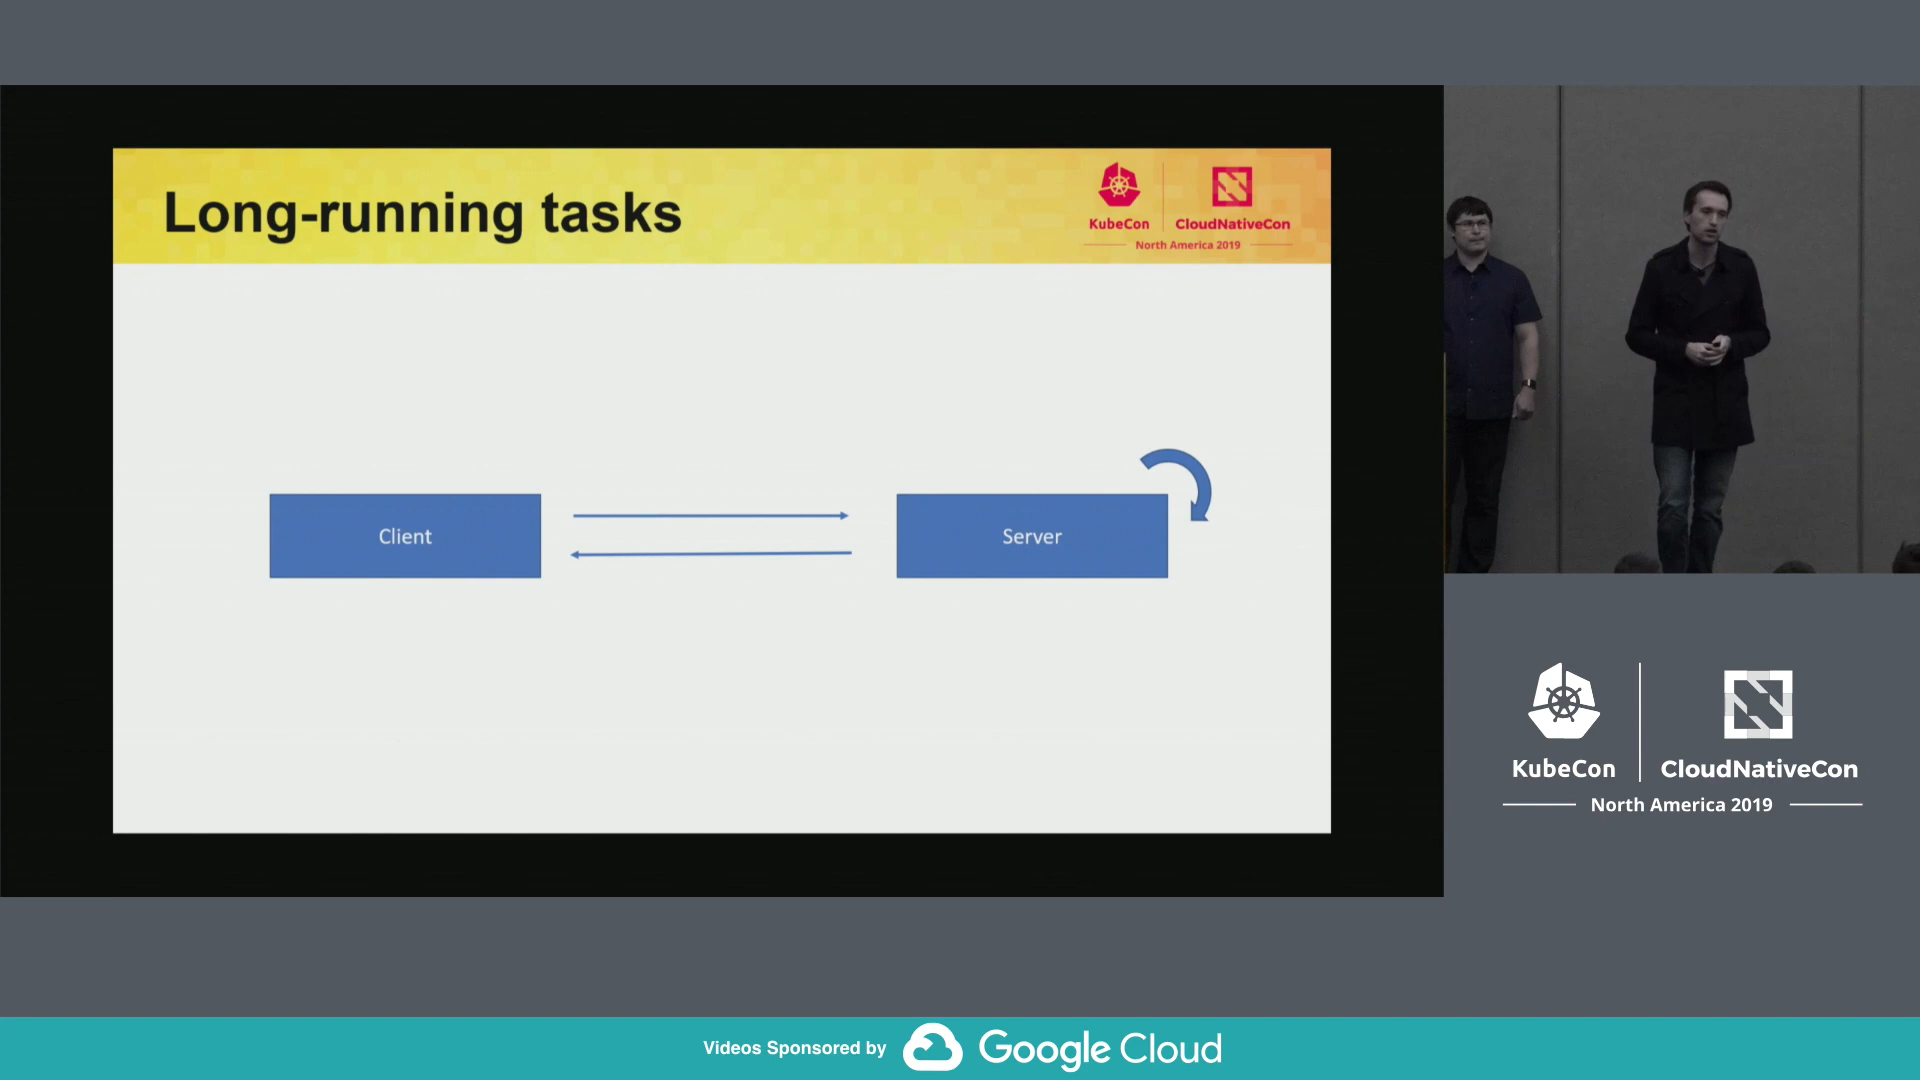 Long-running tasks
KubeCon
CloudNativeCon
North America 2019
Client
Server
KubeCon
CloudNativeCon
North America 2019
Videos Sponsored by Google Cloud